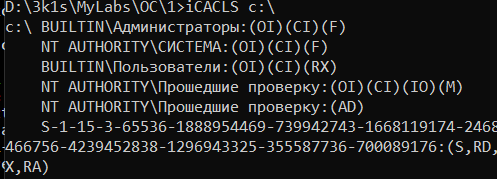 D:\3k1s\MyLabs\OC\1>iCACLS c:\
c:\ BUILTIN\Администраторы:(OI)(CI)(F)
NT AUTHORITY\СИСТЕМА:(OI)(CI)(F)
BUILTIN\Пользователи:(OI)(CI)(RX)
NT AUTHORITY\Прошедшие проверку:(OI)(CI)(IO)(M)
NT AUTHORITY\Прошедшие проверку:(AD)
S-1-15-3-65536-1888954469-739942743-1668119174-2468
466756-4239452838-1296943325-355587736-700089176:(S,RD,
X,RA)